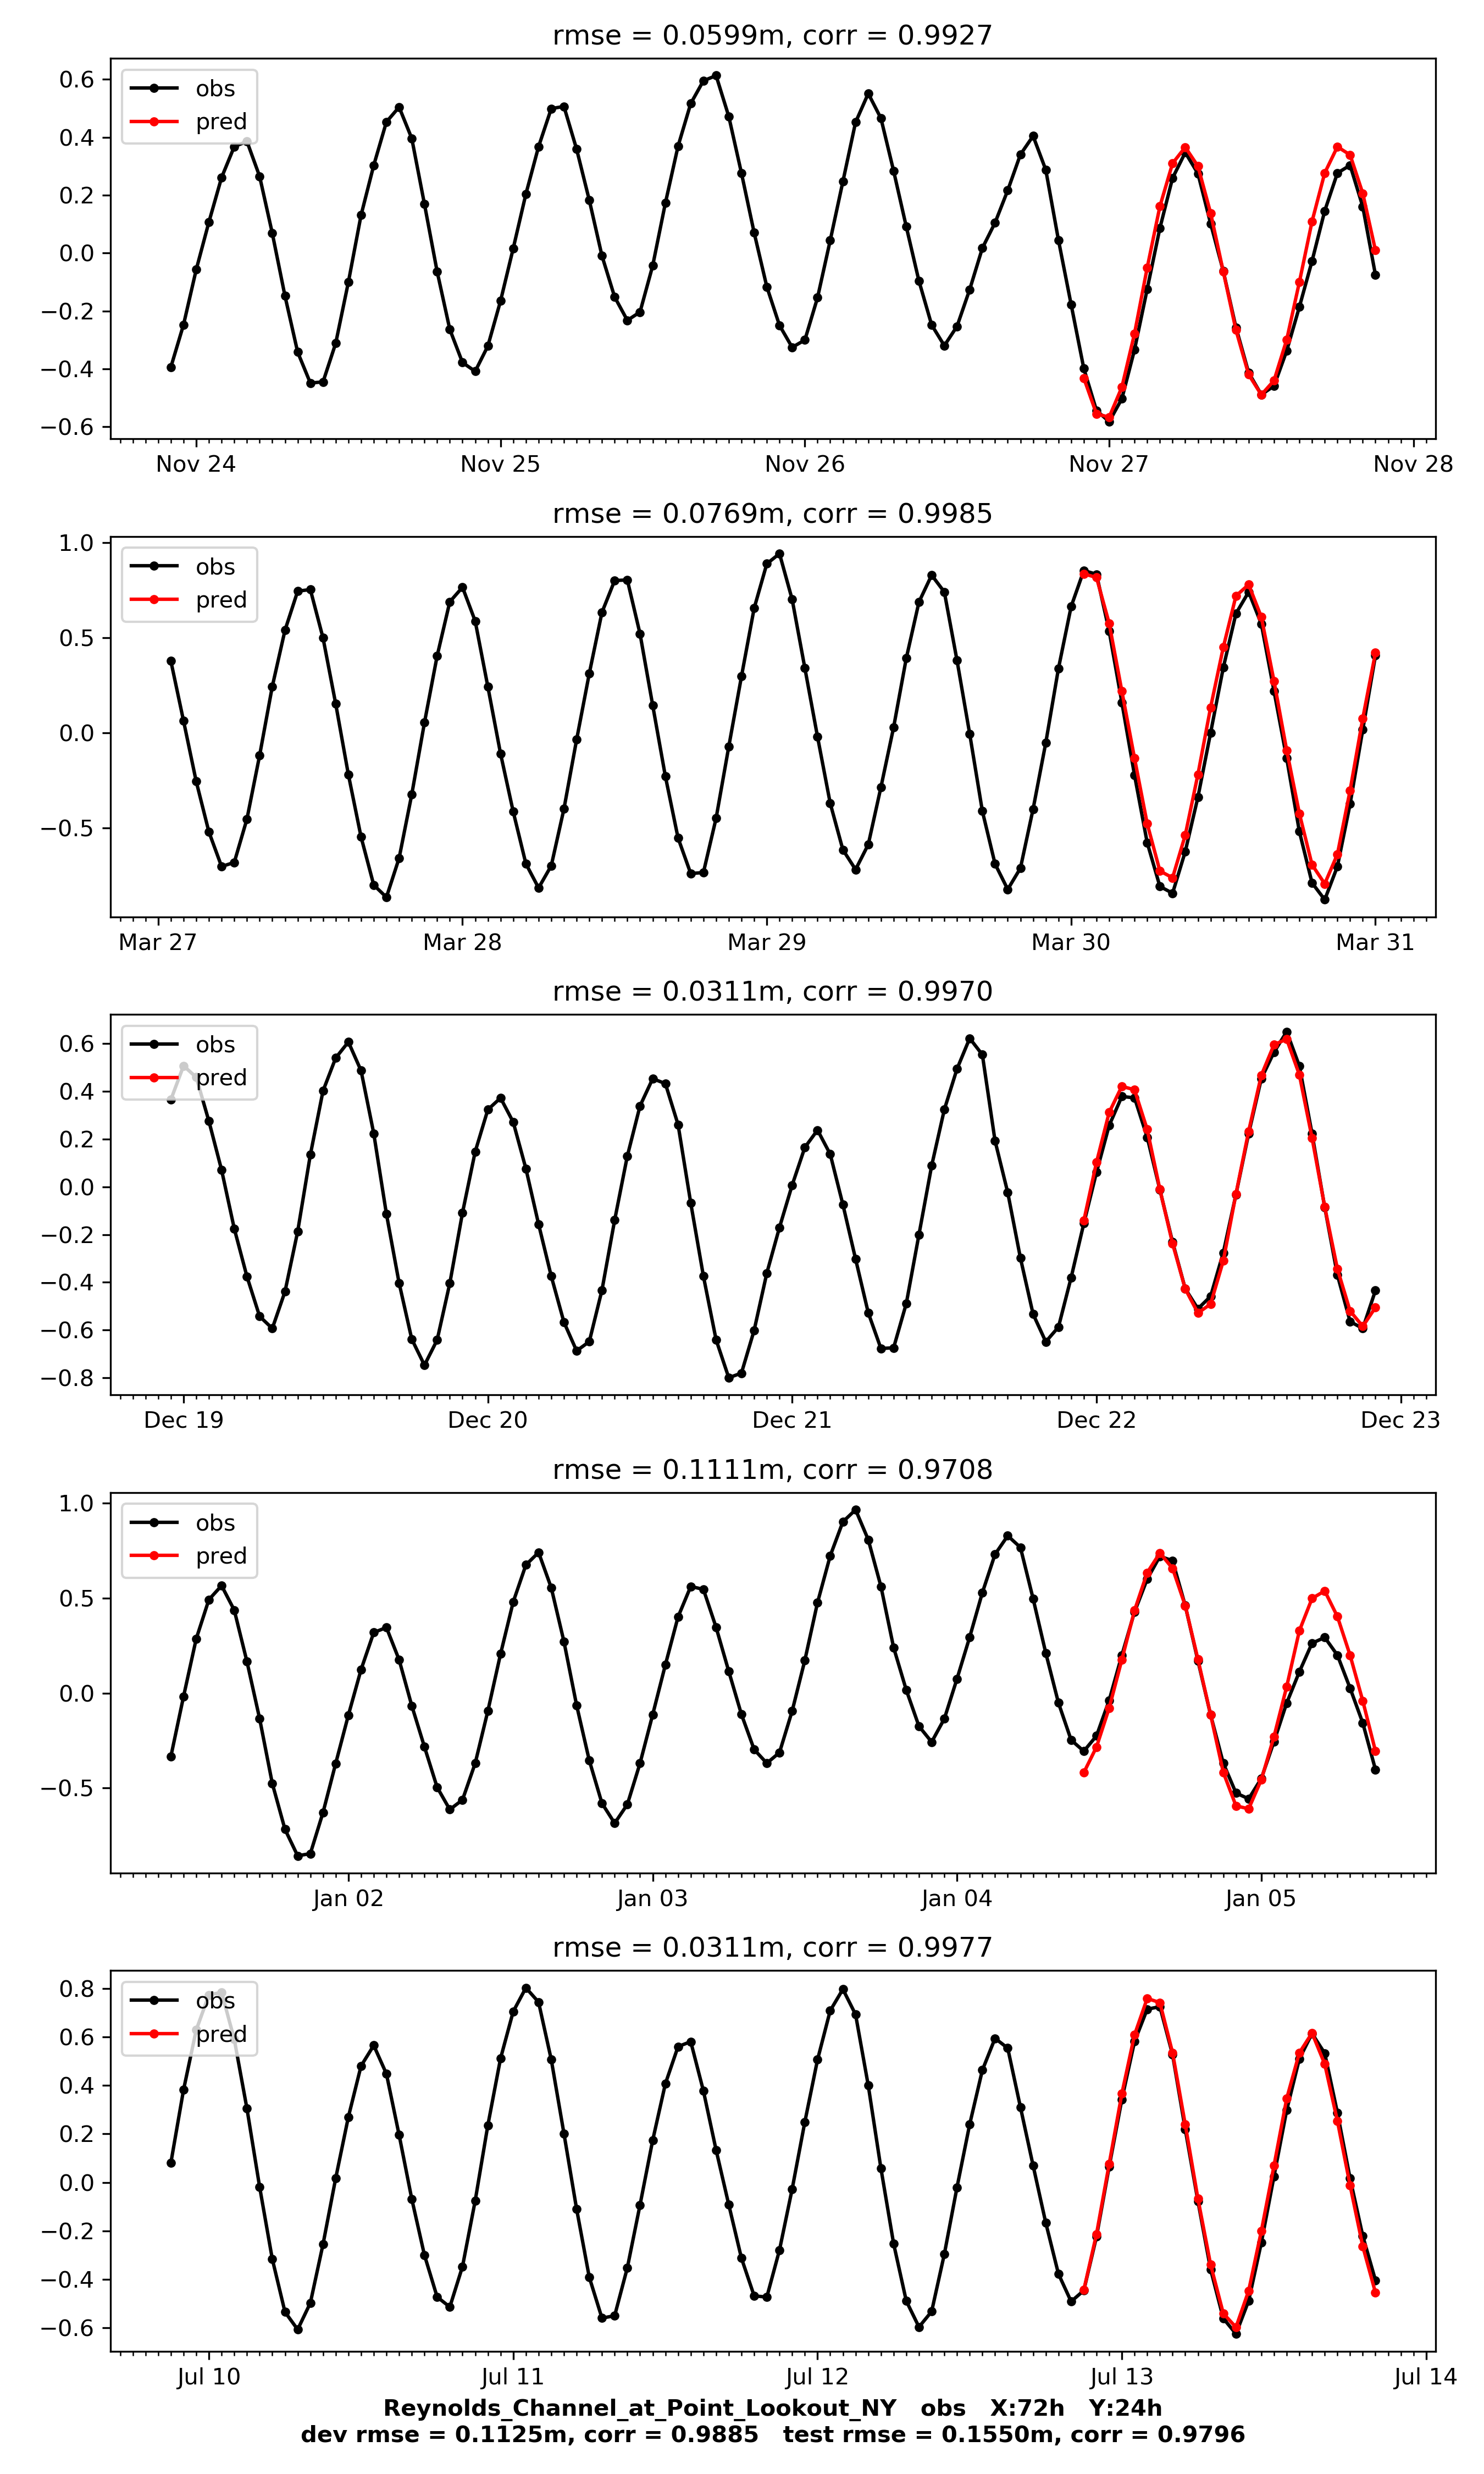 rmse = 0.0599m, corr = 0.9927
0.6
0.4
0.2
0.0
−0.2
−0.4
−0.6
obs
pred
Nov 24 Nov 25 Nov 26 Nov 27 Nov 28
rmse = 0.0769m, corr = 0.9985
1.0
0.5
0.0
−0.5
obs
pred
Mar 27 Mar 28 Mar 29 Mar 30 Mar 31
rmse = 0.0311m, corr = 0.9970
0.6
0.4
0.2
0.0
−0.2
−0.4
−0.6
−0.8
obs
pred
Dec 19 Dec 20 Dec 21 Dec 22 Dec 23
rmse = 0.1111m, corr = 0.9708
1.0
0.5
0.0
−0.5
obs
pred
Jan 02 Jan 03 Jan 04 Jan 05
rmse = 0.0311m, corr = 0.9977
0.8
0.6
0.4
0.2
0.0
−0.2
−0.4
−0.6
obs
pred
Jul 10 Jul 11 Jul 12 Jul 13 Jul 14
Reynolds_Channel_at_Point_Lookout_NY obs X:72h Y:24h
dev rmse = 0.1125m, corr = 0.9885 test rmse = 0.1550m, corr = 0.9796